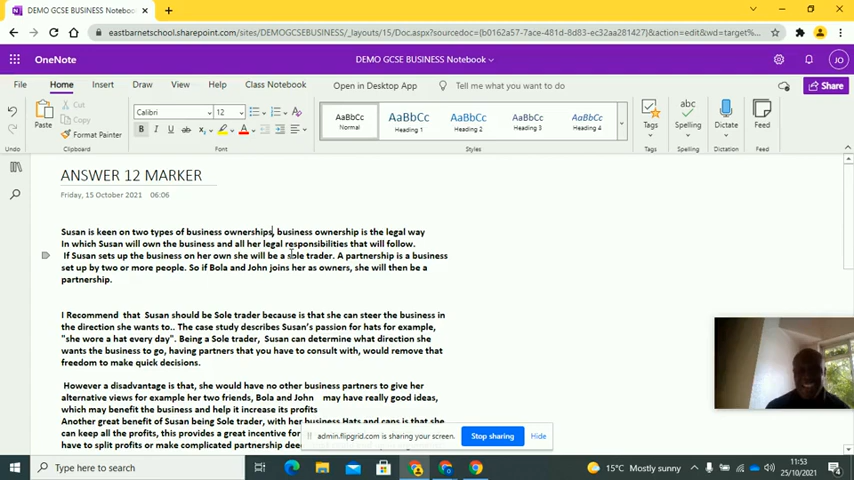 DEMO GCSE BUSINESS Notebook
eastbarnetschool.sharepoint.com/sites/DEMOGCSEBUSINESS/_layouts/15/Doc.aspx?sourcedoc={b0162a57-7ace-481d-8d83-ec32aa281427}&action=edit&wd=target%
OneNote
DEMO GCSE BUSINESS Notebook
JO
File Home Insert Draw View Help Class Notebook Open in Desktop App Tell me what you want to do Share
Undo
Paste Cut Copy Format Painter
Clipboard
Calibri 12
B I U
Font
AaBbCc Normal
AaBbCc Heading 1
AaBbCc Heading 2
AaBbCc Heading 3
AaBbCc Heading 4
Styles
Tags
Tags
abc Spelling
Spelling
Dictate
Dictation
Feed
Feed
ANSWER 12 MARKER
Friday, 15 October 2021 06:06
Susan is keen on two types of business ownerships, business ownership is the legal way
In which Susan will own the business and all her legal responsibilities that will follow.
If Susan sets up the business on her own she will be a sole trader. A partnership is a business
set up by two or more people. So if Bola and John joins her as owners, she will then be a
partnership.
I Recommend that Susan should be Sole trader because is that she can steer the business in
the direction she wants to.. The case study describes Susan's passion for hats for example,
"she wore a hat every day". Being a Sole trader, Susan can determine what direction she
wants the business to go, having partners that you have to consult with, would remove that
freedom to make quick decisions.
However a disadvantage is that, she would have no other business partners to give her
alternative views for example her two friends, Bola and John may have really good ideas,
which may benefit the business and help it increase its profits
Another great benefit of Susan being Sole trader, with her business Hats and caps is that she
can keep all the profits, this provides a great incentive for
have to split profits or make complicated partnership
admin.flipgrid.com is sharing your screen.
Stop sharing
Hide
Type here to search
15°C Mostly sunny
11:53
25/10/2021